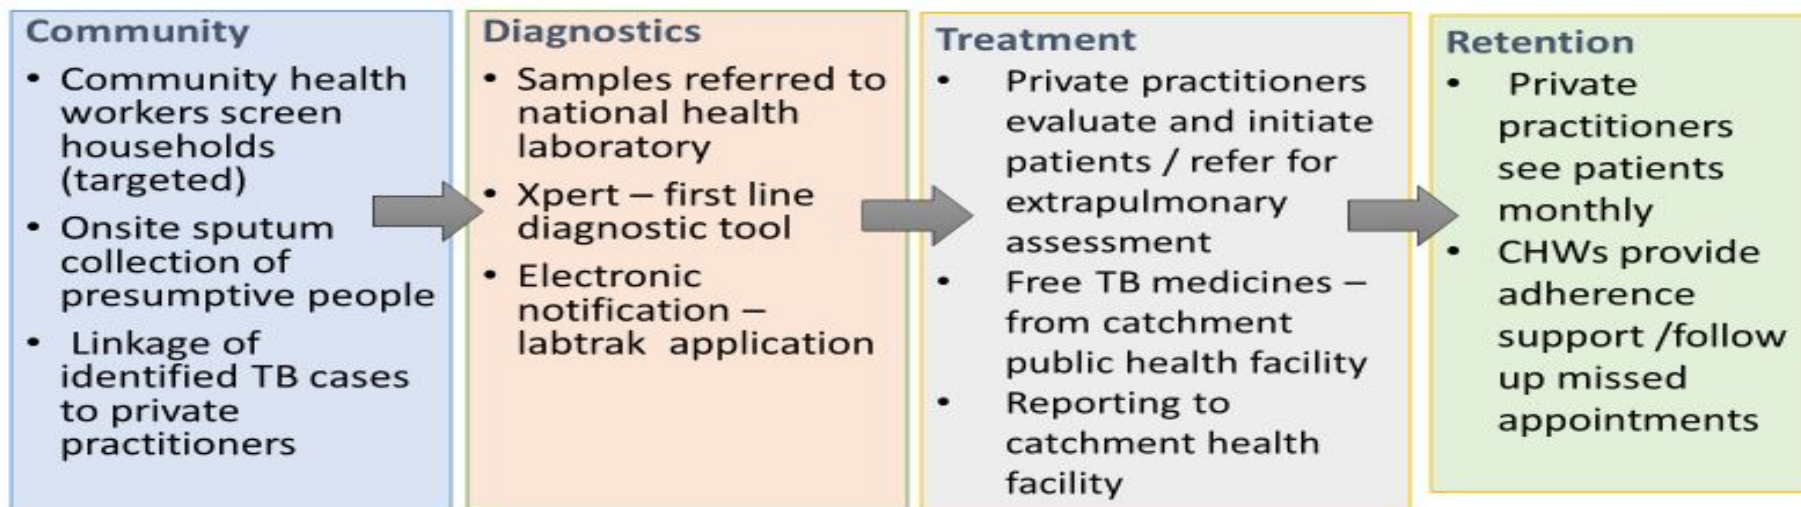 Community
• Community health
workers screen
households
(targeted)
• Onsite sputum
collection of
presumptive people
• Linkage of
identified TB cases
to private
practitioners
Diagnostics
• Samples referred to
national health
laboratory
• Xpert – first line
diagnostic tool
• Electronic
notification –
labtrak application
Treatment
• Private practitioners
evaluate and initiate
patients / refer for
extrapulmonary
assessment
• Free TB medicines –
from catchment
public health facility
• Reporting to
catchment health
facility
Retention
• Private
practitioners
see patients
monthly
• CHWs provide
adherence
support /follow
up missed
appointments